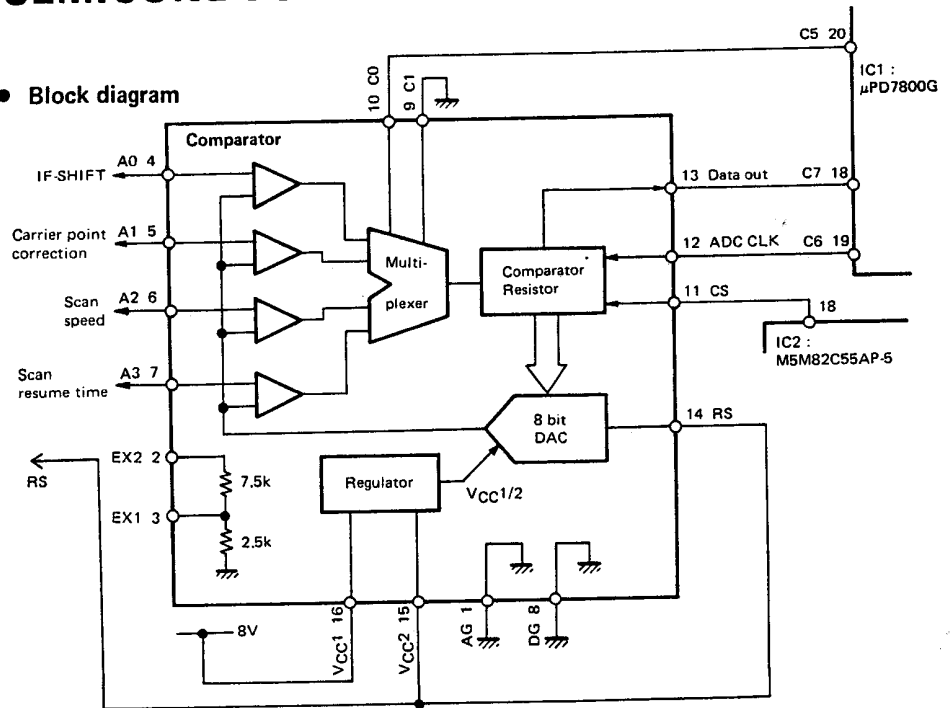 ● Block diagram
Comparator
10 C0
9 C1
C5 20
IC1 :
μPD7800G
IF-SHIFT
A0 4
Carrier point
correction
A1 5
Scan
speed
A2 6
Scan
resume time
A3 7
Multi-
plexer
Comparator
Resistor
13 Data out
C7 18
12 ADC CLK
C6 19
11 CS
18
IC2 :
M5M82C55AP-5
8 bit
DAC
14 RS
RS
EX2 2
7.5k
EX1 3
2.5k
Regulator
VCC1/2
8V
VCC1 16
VCC2 15
AG 1
DG 8